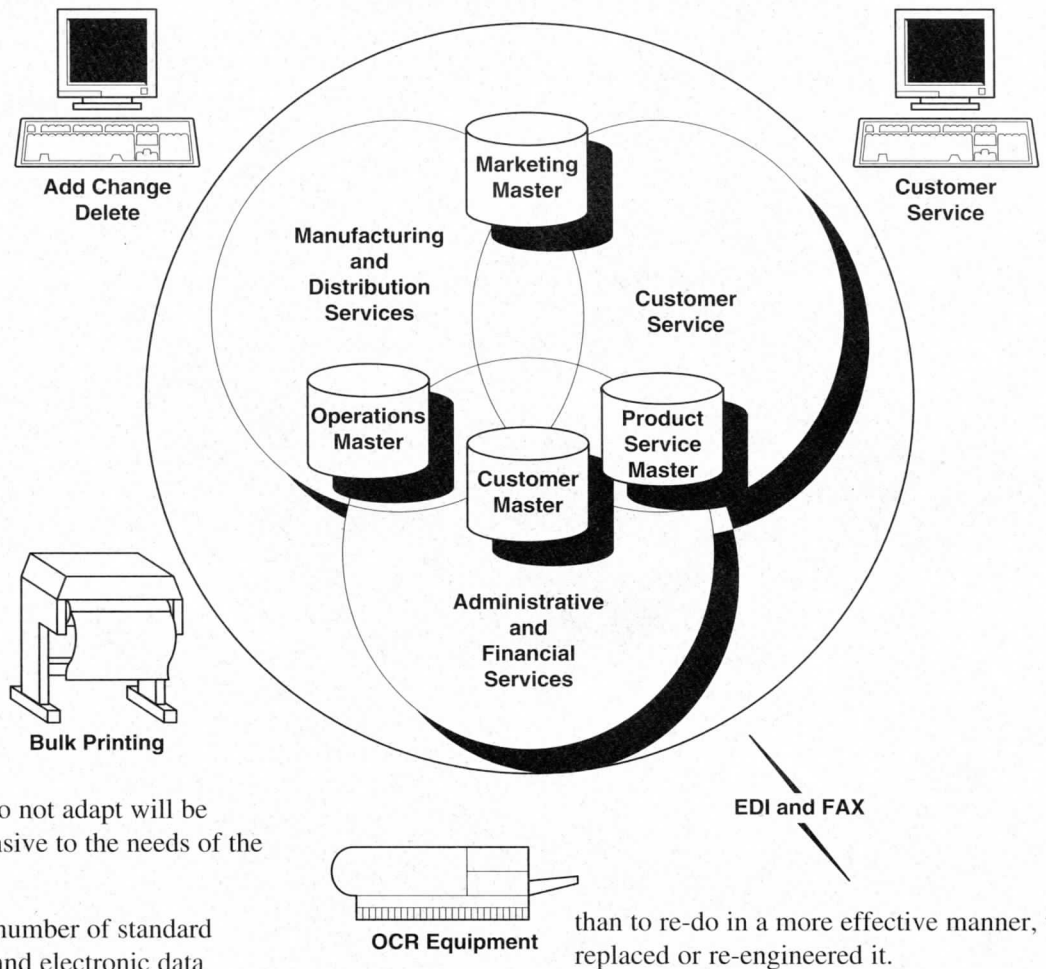 Add Change
Delete
Customer
Service
Marketing
Master
Manufacturing
and
Distribution
Services
Customer
Service
Operations
Master
Product
Service
Master
Customer
Master
Administrative
and
Financial
Services
Bulk Printing
EDI and FAX
OCR Equipment
o not adapt will be
nsive to the needs of the
number of standard
and electronic data
than to re-do in a more effective manner,
replaced or re-engineered it.